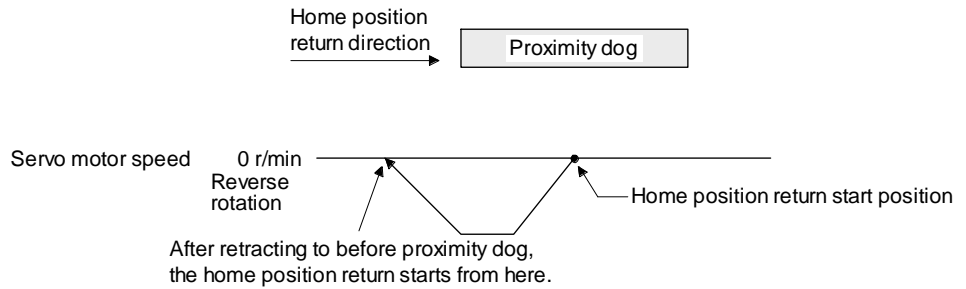 Home position
return direction
Proximity dog
Servo motor speed 0 r/min
Reverse
rotation
Home position return start position
After retracting to before proximity dog,
the home position return starts from here.